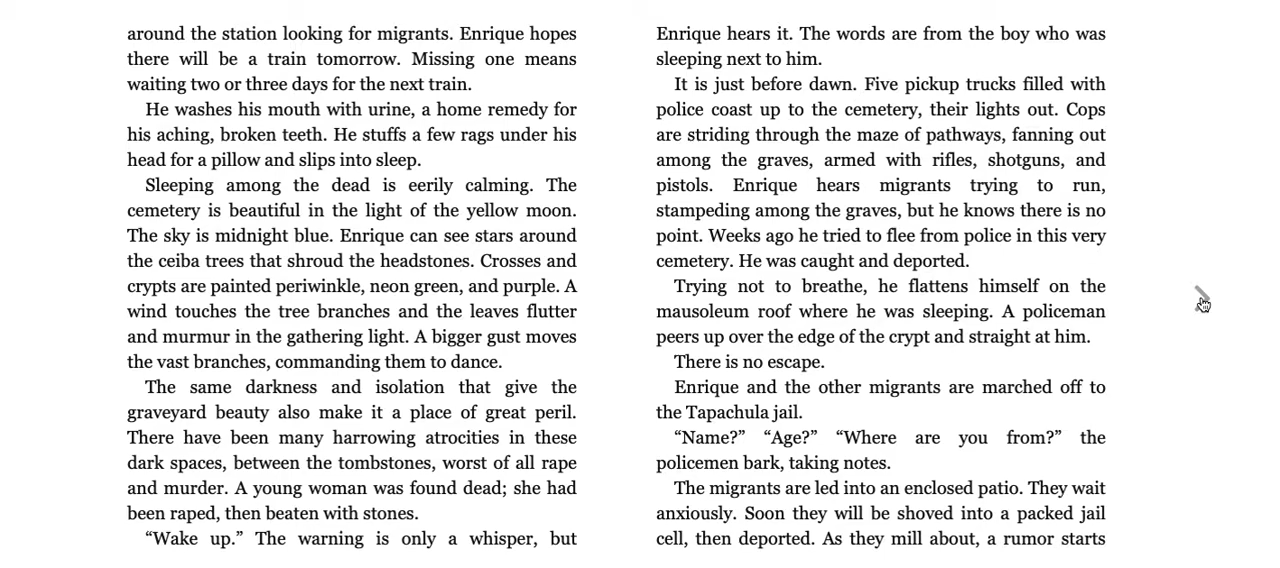 around the station looking for migrants. Enrique hopes
there will be a train tomorrow. Missing one means
waiting two or three days for the next train.
He washes his mouth with urine, a home remedy for
his aching, broken teeth. He stuffs a few rags under his
head for a pillow and slips into sleep.
Sleeping among the dead is eerily calming. The
cemetery is beautiful in the light of the yellow moon.
The sky is midnight blue. Enrique can see stars around
the ceiba trees that shroud the headstones. Crosses and
crypts are painted periwinkle, neon green, and purple. A
wind touches the tree branches and the leaves flutter
and murmur in the gathering light. A bigger gust moves
the vast branches, commanding them to dance.
The same darkness and isolation that give the
graveyard beauty also make it a place of great peril.
There have been many harrowing atrocities in these
dark spaces, between the tombstones, worst of all rape
and murder. A young woman was found dead; she had
been raped, then beaten with stones.
“Wake up.” The warning is only a whisper, but
Enrique hears it. The words are from the boy who was
sleeping next to him.
It is just before dawn. Five pickup trucks filled with
police coast up to the cemetery, their lights out. Cops
are striding through the maze of pathways, fanning out
among the graves, armed with rifles, shotguns, and
pistols. Enrique hears migrants trying to run,
stampeding among the graves, but he knows there is no
point. Weeks ago he tried to flee from police in this very
cemetery. He was caught and deported.
Trying not to breathe, he flattens himself on the
mausoleum roof where he was sleeping. A policeman
peers up over the edge of the crypt and straight at him.
There is no escape.
Enrique and the other migrants are marched off to
the Tapachula jail.
“Name?” “Age?” “Where are you from?” the
policemen bark, taking notes.
The migrants are led into an enclosed patio. They wait
anxiously. Soon they will be shoved into a packed jail
cell, then deported. As they mill about, a rumor starts